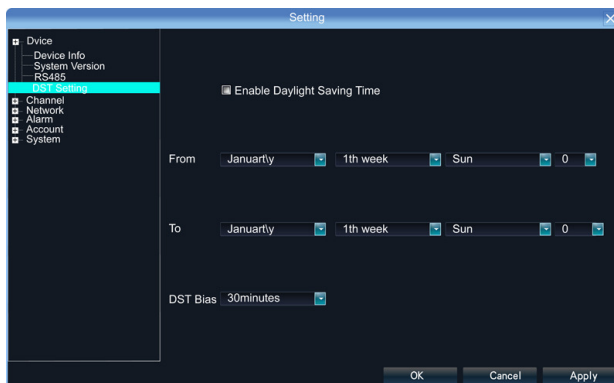 Setting
Dvice
Device Info
System Version
RS485
DST Setting
Channel
Network
Alarm
Account
System
Enable Daylight Saving Time
From Januart\y 1th week Sun 0
To Januart\y 1th week Sun 0
DST Bias 30minutes
OK Cancel Apply